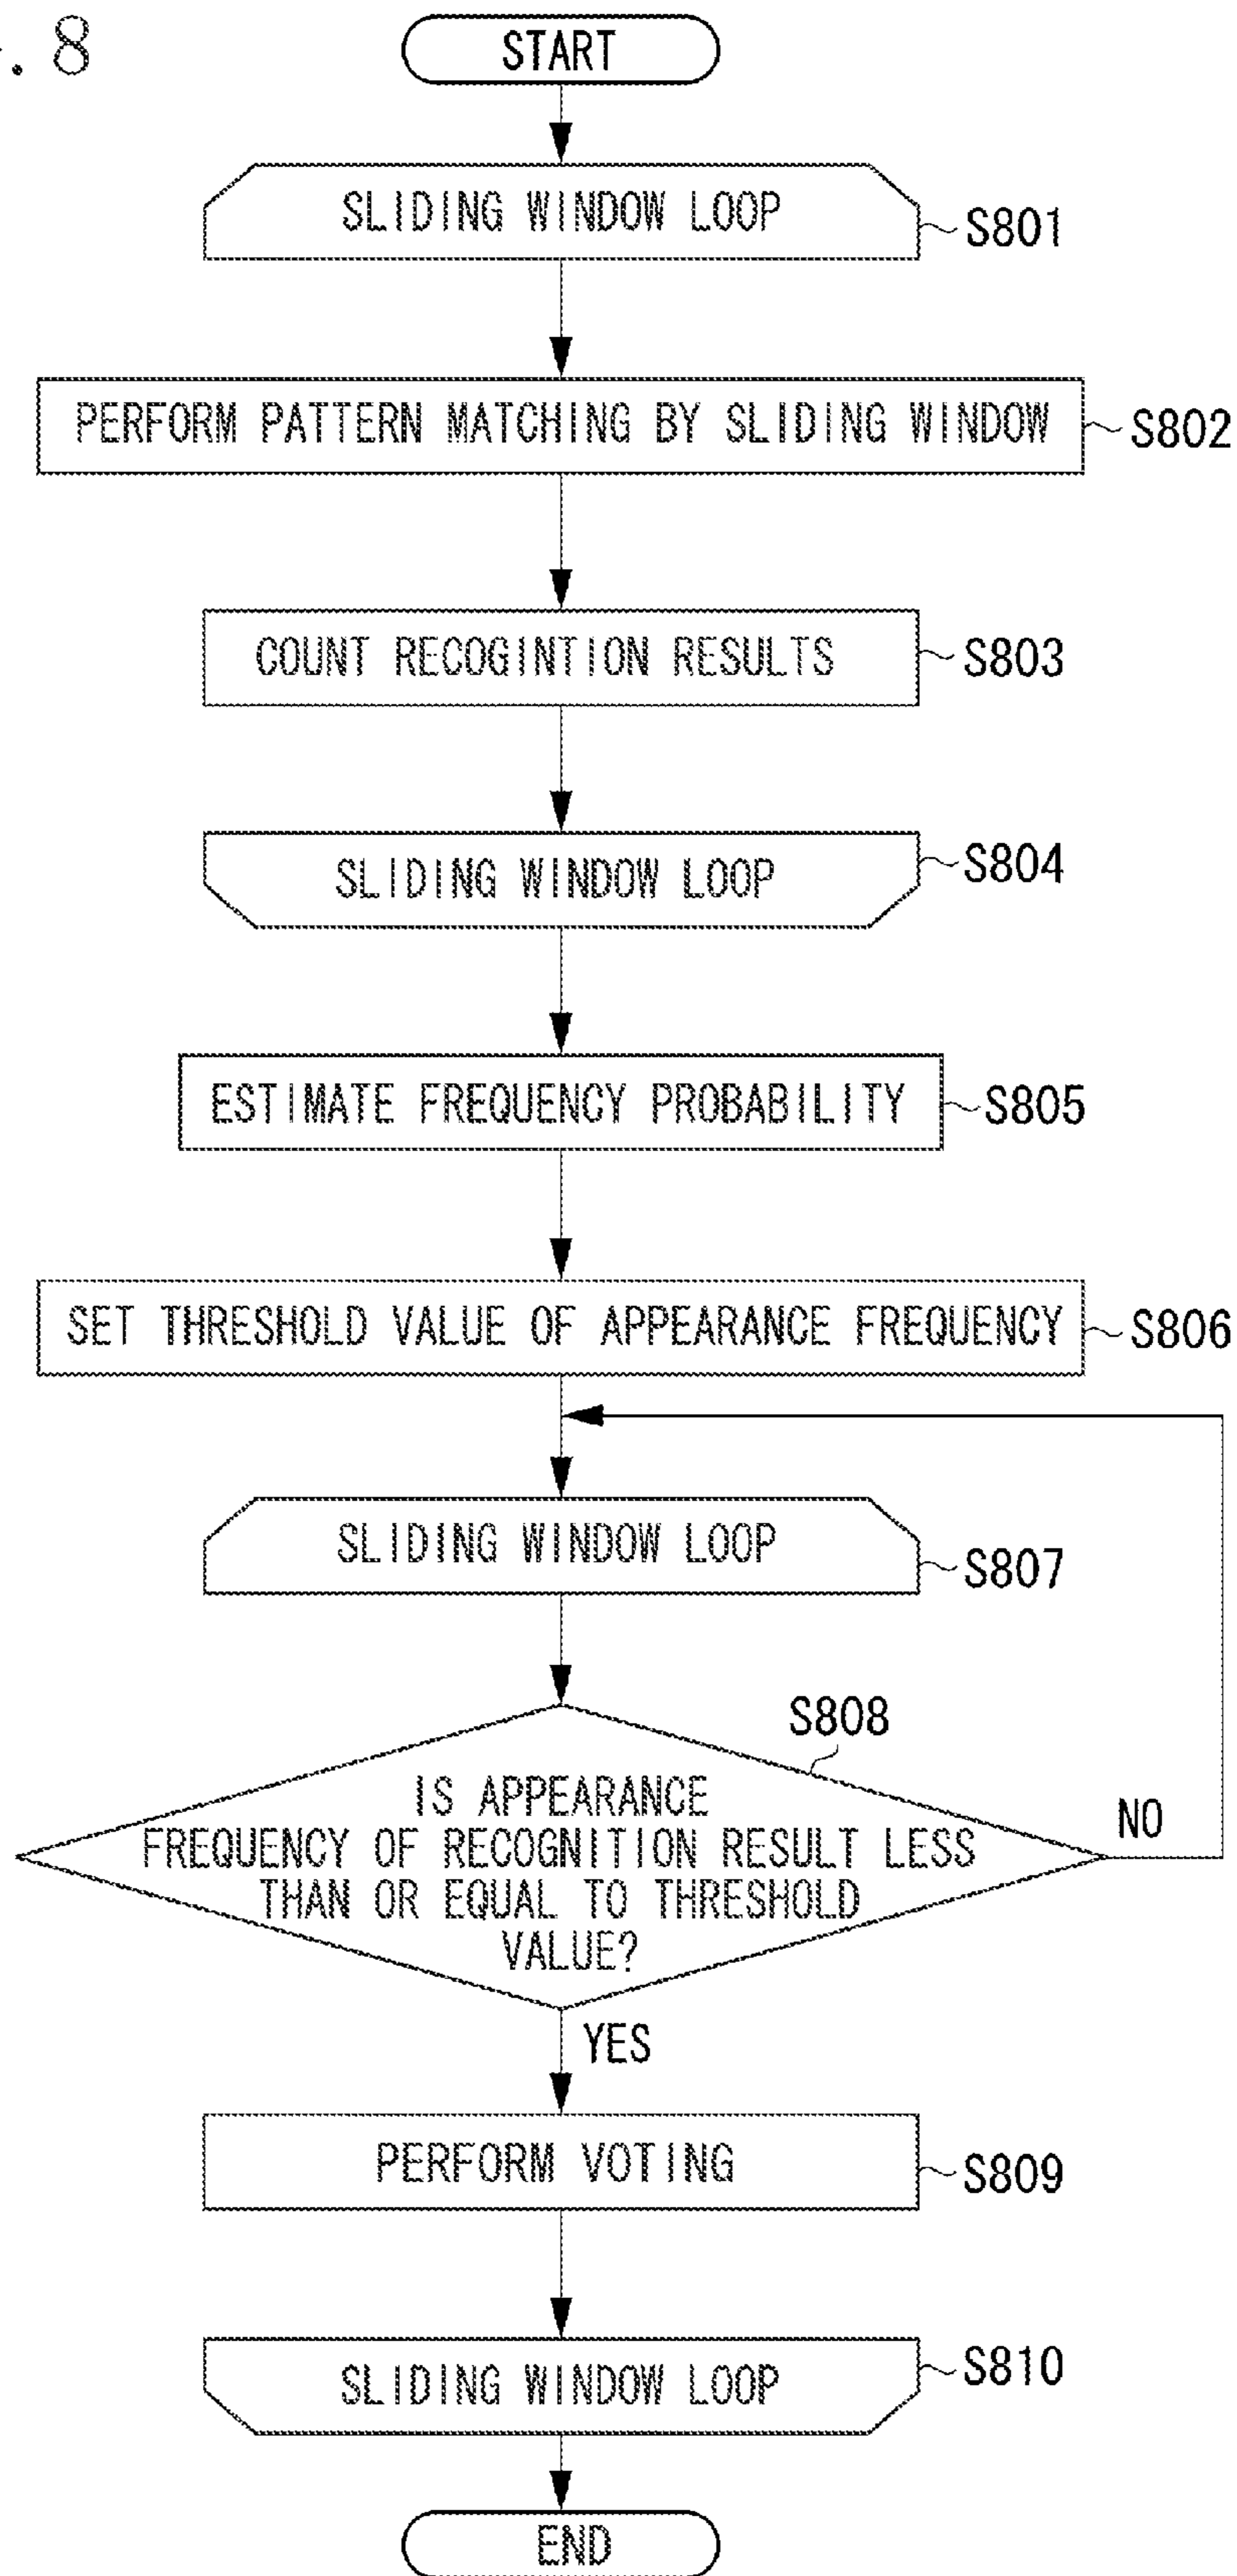 . 8
START
SLIDING WINDOW LOOP
S801
PERFORM PATTERN MATCHING BY SLIDING WINDOW
S802
COUNT RECOGINTION RESULTS
S803
SLIDING WINDOW LOOP
S804
ESTIMATE FREQUENCY PROBABILITY
S805
SET THRESHOLD VALUE OF APPEARANCE FREQUENCY
S806
SLIDING WINDOW LOOP
S807
S808
IS APPEARANCE
FREQUENCY OF RECOGNITION RESULT LESS
THAN OR EQUAL TO THRESHOLD
VALUE?
NO
YES
PERFORM VOTING
S809
SLIDING WINDOW LOOP
S810
END